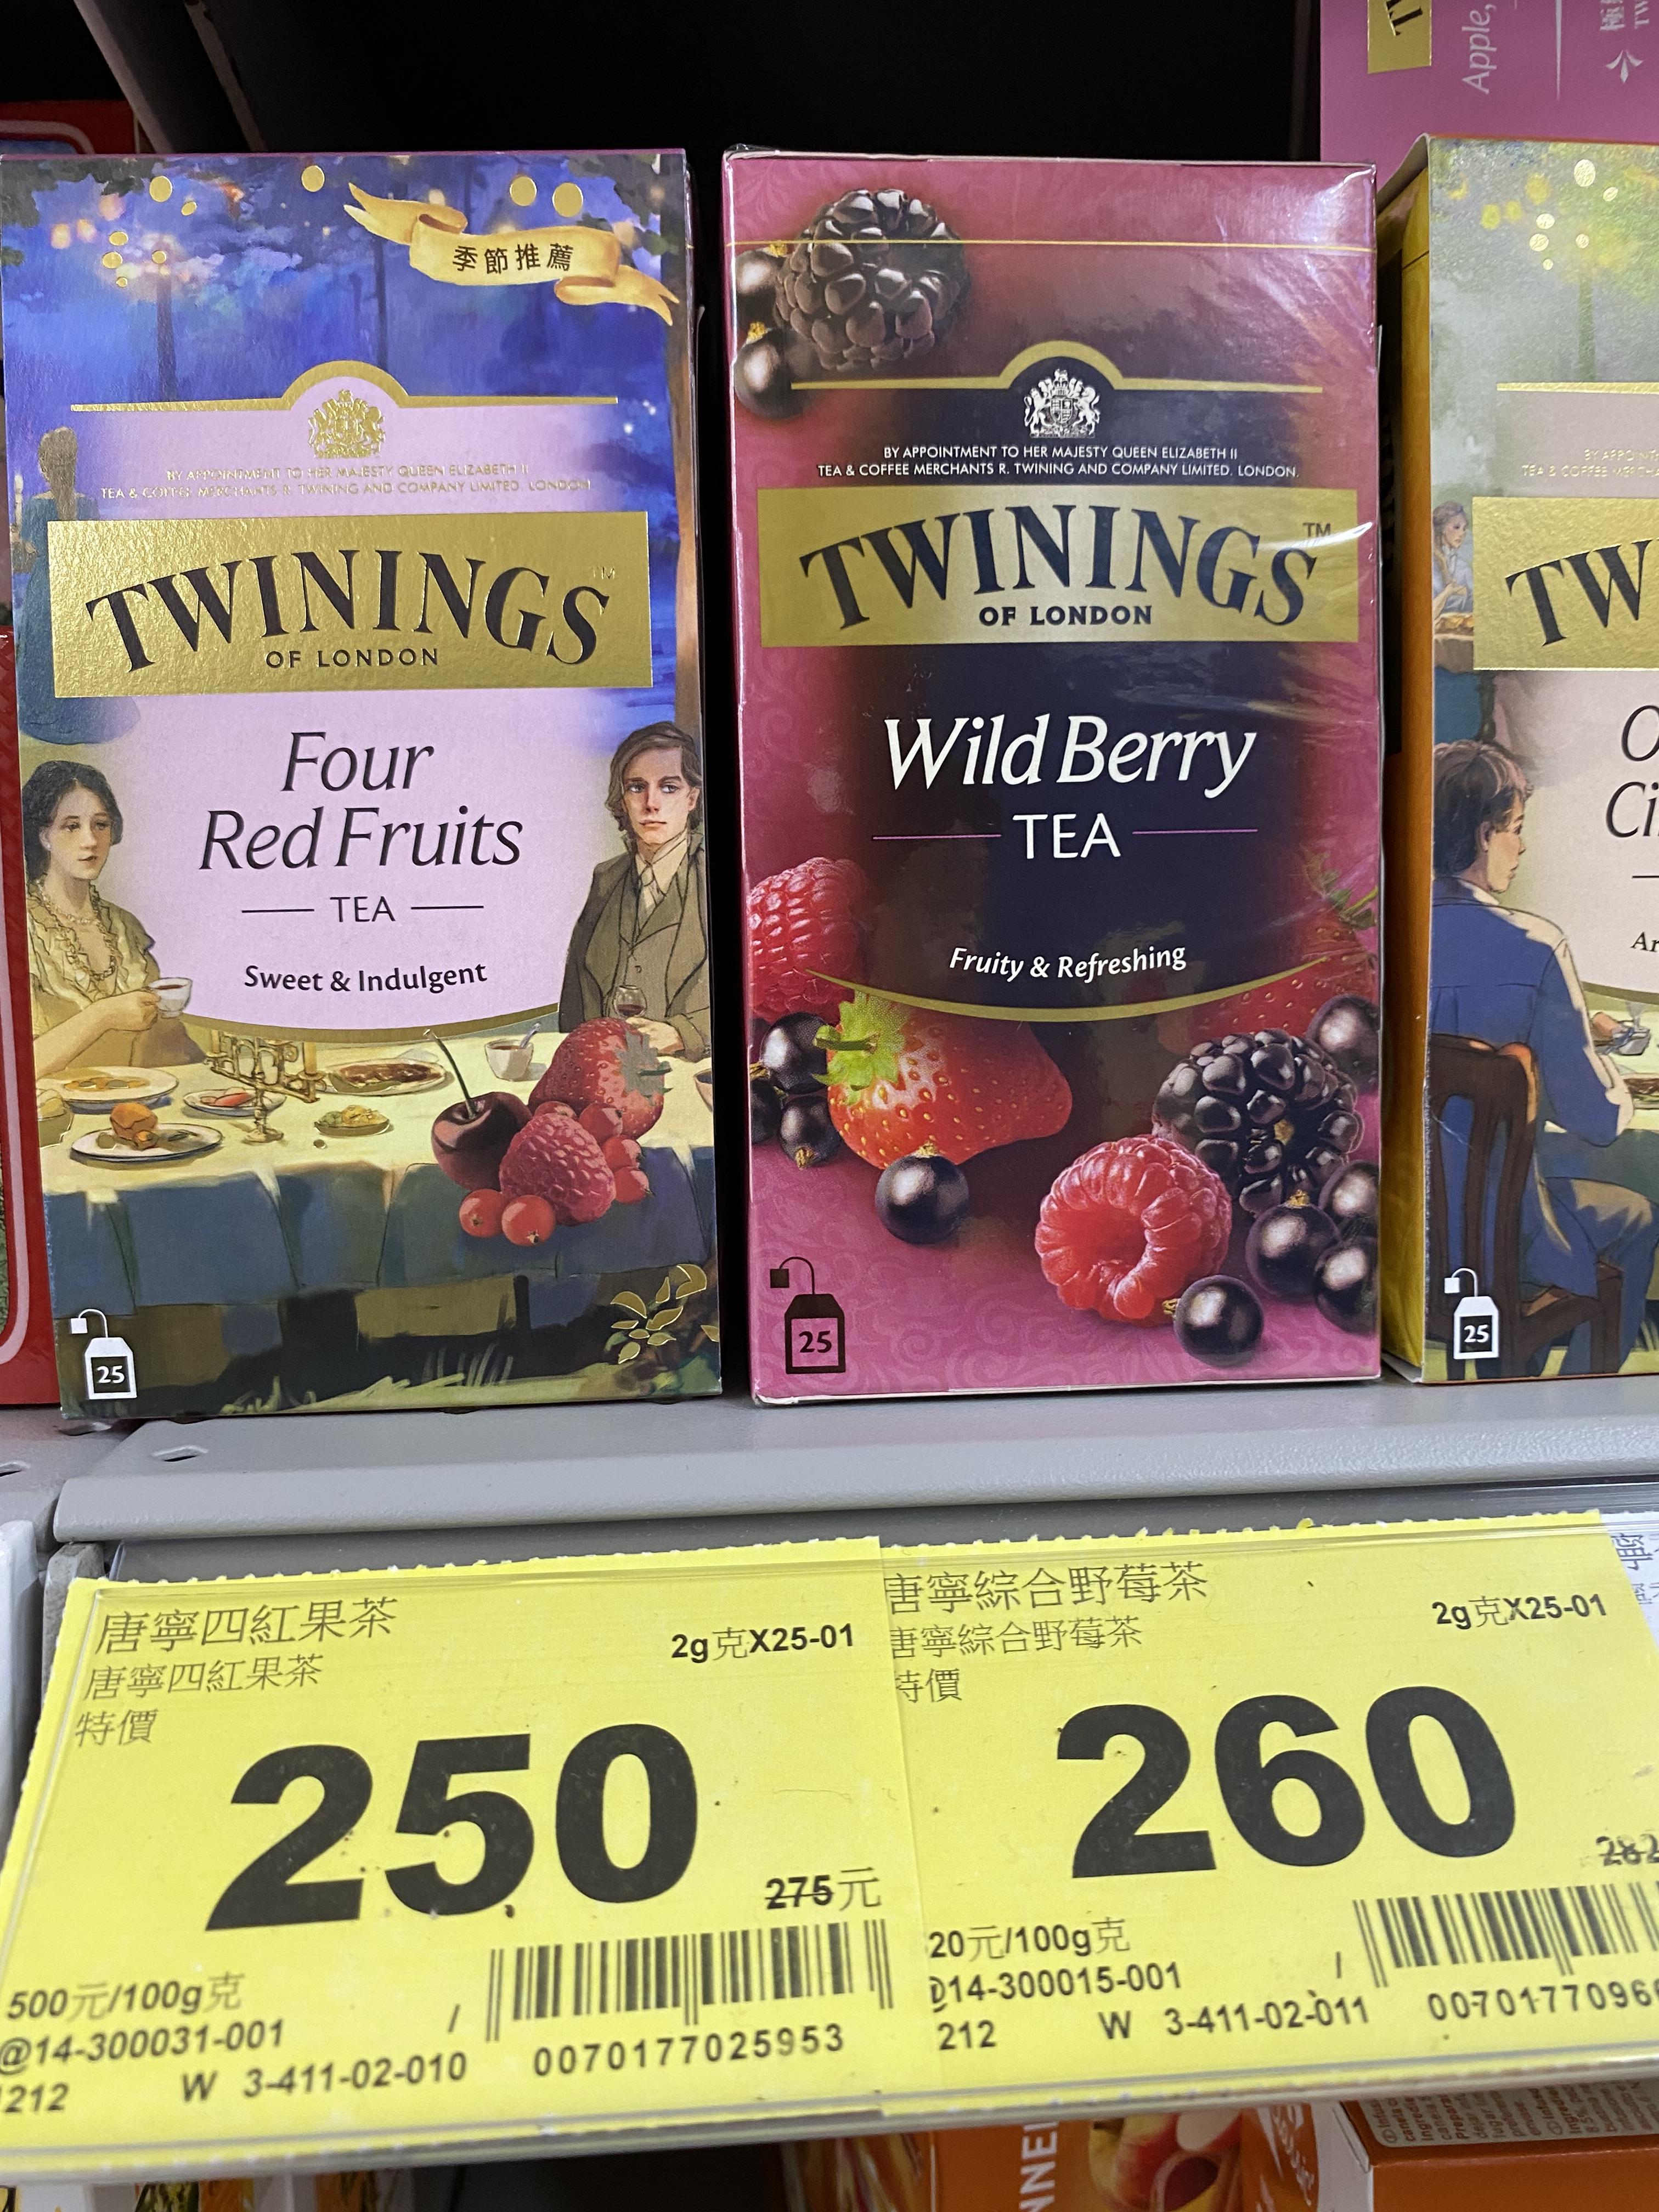 季節推薦
BY APPOINTMENT TO HER MAJESTY QUEEN ELIZABETH II
TEA & COFFEE MERCHANTS R. TWINING AND COMPANY LIMITED. LONDON
TWININGS™
OF LONDON
Four
Red Fruits
TEA
Sweet & Indulgent
25
BY APPOINTMENT TO HER MAJESTY QUEEN ELIZABETH II
TEA & COFFEE MERCHANTS R. TWINING AND COMPANY LIMITED. LONDON.
TWININGS™
OF LONDON
Wild Berry
TEA
Fruity & Refreshing
25
Apple,
TW
25
唐寧四紅果茶
2g克X25-01
唐寧四紅果茶
特價
250
275元
500元/100g克
@14-300031-001
/
1212
W 3-411-02-010
0070177025953
唐寧綜合野莓茶
2g克X25-01
唐寧綜合野莓茶
特價
260
282
20元/100g克
@14-300015-001
/
212
W 3-411-02-011
007017709